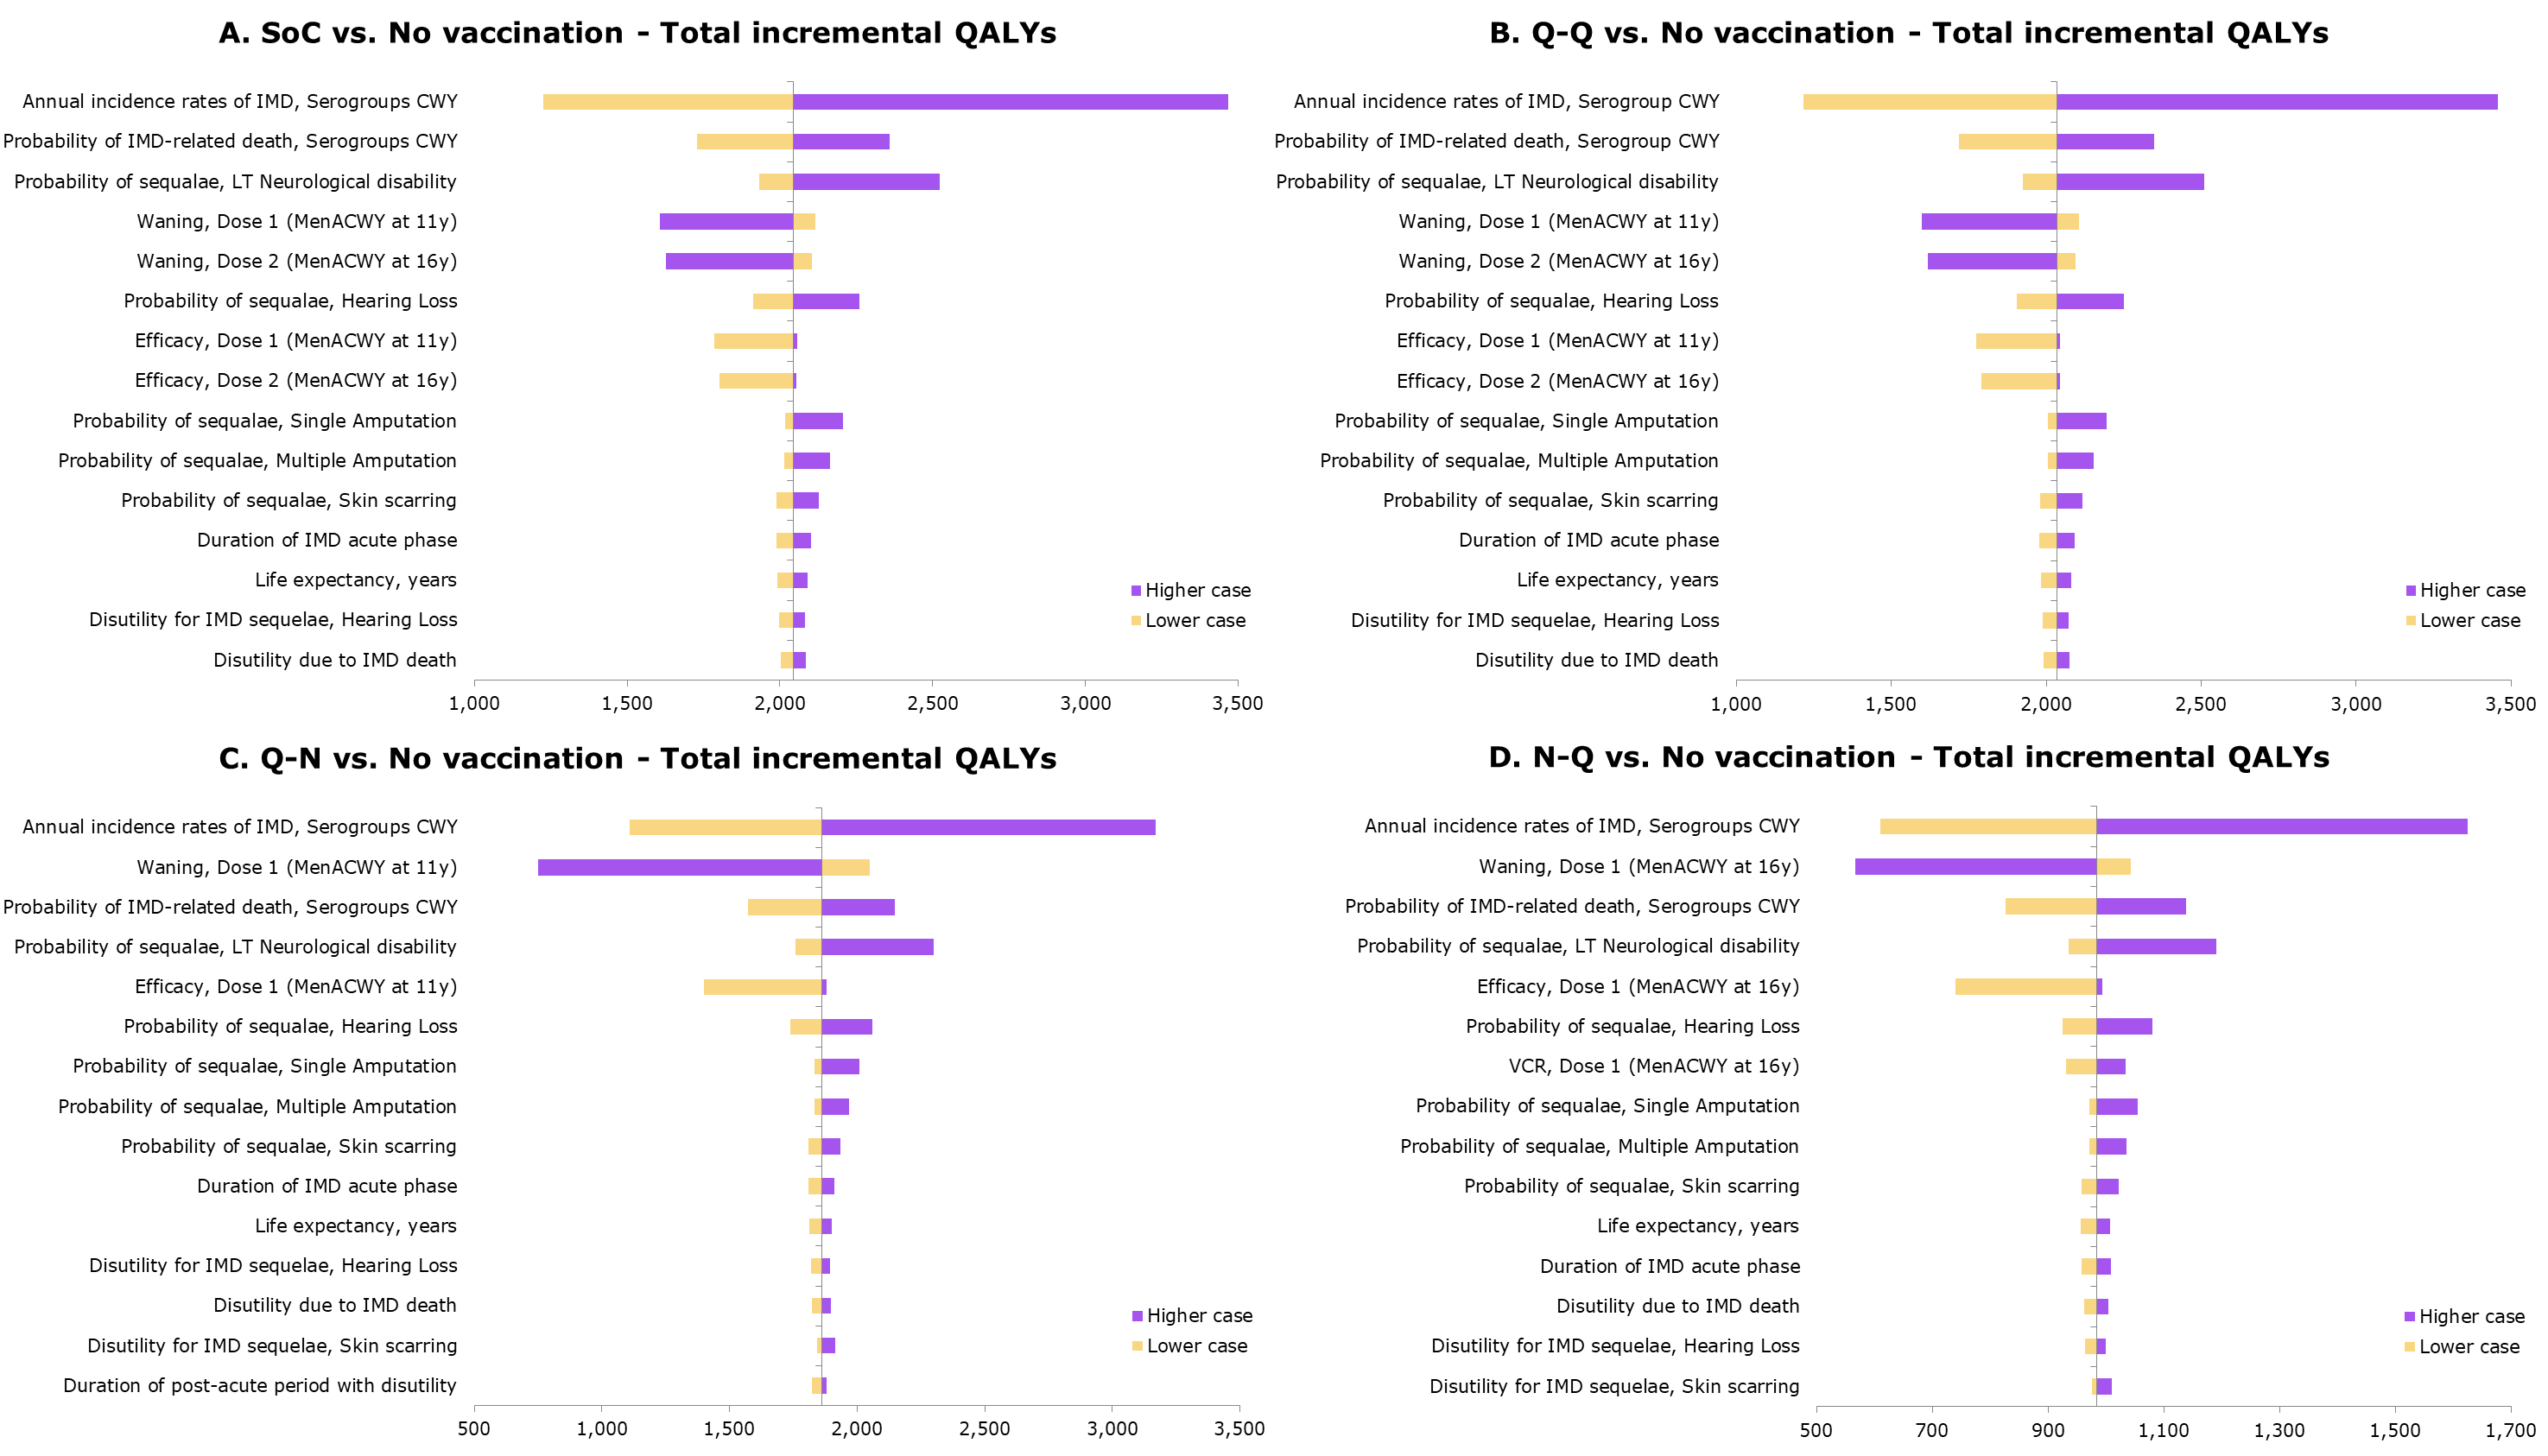 A. SoC vs. No vaccination - Total incremental QALYs
Annual incidence rates of IMD, Serogroups CWY
Probability of IMD-related death, Serogroups CWY
Probability of sequalae, LT Neurological disability
Waning, Dose 1 (MenACWY at 11y)
Waning, Dose 2 (MenACWY at 16y)
Probability of sequalae, Hearing Loss
Efficacy, Dose 1 (MenACWY at 11y)
Efficacy, Dose 2 (MenACWY at 16y)
Probability of sequalae, Single Amputation
Probability of sequalae, Multiple Amputation
Probability of sequalae, Skin scarring
Duration of IMD acute phase
Life expectancy, years
Disutility for IMD sequelae, Hearing Loss
Disutility due to IMD death
Higher case
Lower case
1,000 1,500 2,000 2,500 3,000 3,500
B. Q-Q vs. No vaccination - Total incremental QALYs
Annual incidence rates of IMD, Serogroup CWY
Probability of IMD-related death, Serogroup CWY
Probability of sequalae, LT Neurological disability
Waning, Dose 1 (MenACWY at 11y)
Waning, Dose 2 (MenACWY at 16y)
Probability of sequalae, Hearing Loss
Efficacy, Dose 1 (MenACWY at 11y)
Efficacy, Dose 2 (MenACWY at 16y)
Probability of sequalae, Single Amputation
Probability of sequalae, Multiple Amputation
Probability of sequalae, Skin scarring
Duration of IMD acute phase
Life expectancy, years
Disutility for IMD sequelae, Hearing Loss
Disutility due to IMD death
Higher case
Lower case
1,000 1,500 2,000 2,500 3,000 3,500
C. Q-N vs. No vaccination - Total incremental QALYs
Annual incidence rates of IMD, Serogroups CWY
Waning, Dose 1 (MenACWY at 11y)
Probability of IMD-related death, Serogroups CWY
Probability of sequalae, LT Neurological disability
Efficacy, Dose 1 (MenACWY at 11y)
Probability of sequalae, Hearing Loss
Probability of sequalae, Single Amputation
Probability of sequalae, Multiple Amputation
Probability of sequalae, Skin scarring
Duration of IMD acute phase
Life expectancy, years
Disutility for IMD sequelae, Hearing Loss
Disutility due to IMD death
Disutility for IMD sequelae, Skin scarring
Duration of post-acute period with disutility
Higher case
Lower case
500 1,000 1,500 2,000 2,500 3,000 3,500
D. N-Q vs. No vaccination - Total incremental QALYs
Annual incidence rates of IMD, Serogroups CWY
Waning, Dose 1 (MenACWY at 16y)
Probability of IMD-related death, Serogroups CWY
Probability of sequalae, LT Neurological disability
Efficacy, Dose 1 (MenACWY at 16y)
Probability of sequalae, Hearing Loss
VCR, Dose 1 (MenACWY at 16y)
Probability of sequalae, Single Amputation
Probability of sequalae, Multiple Amputation
Probability of sequalae, Skin scarring
Life expectancy, years
Duration of IMD acute phase
Disutility due to IMD death
Disutility for IMD sequelae, Hearing Loss
Disutility for IMD sequelae, Skin scarring
Higher case
Lower case
500 700 900 1,100 1,300 1,500 1,700